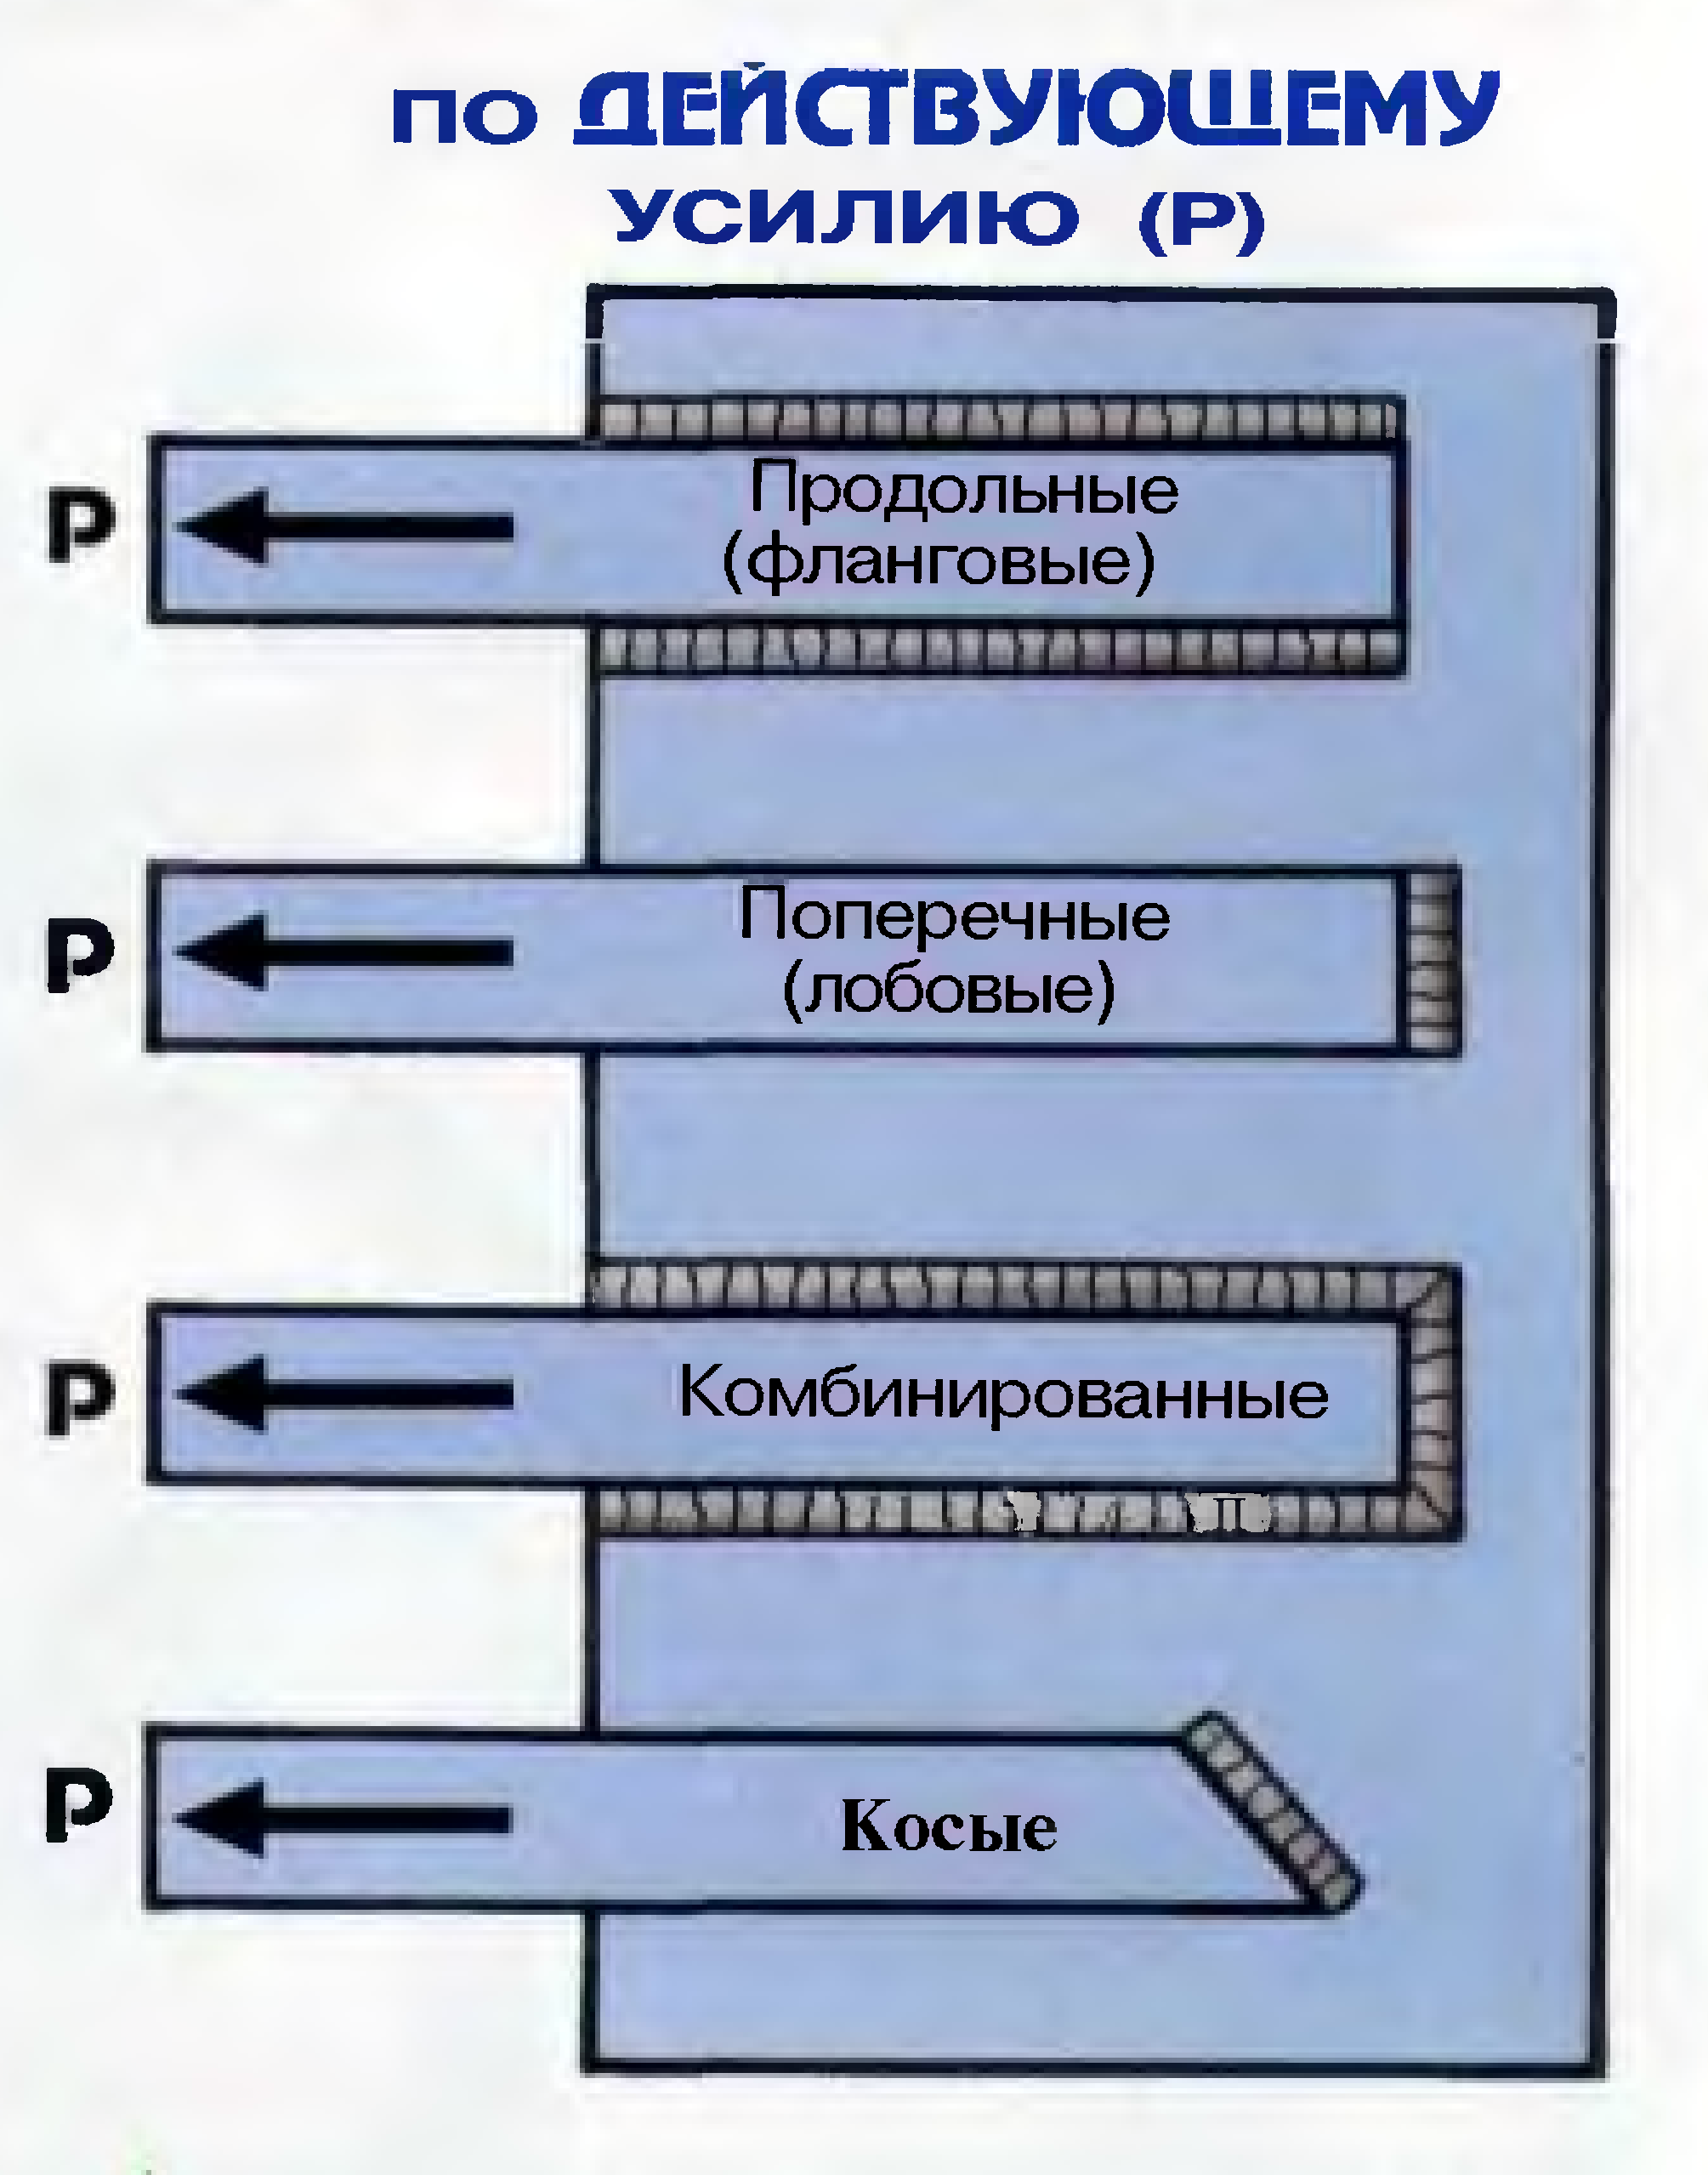 по ДЕЙСТВУЮЩЕМУ
УСИЛИЮ (Р)
Р
Продольные
(фланговые)
Р
Поперечные
(лобовые)
Р
Комбинированные
П
Р
Косые